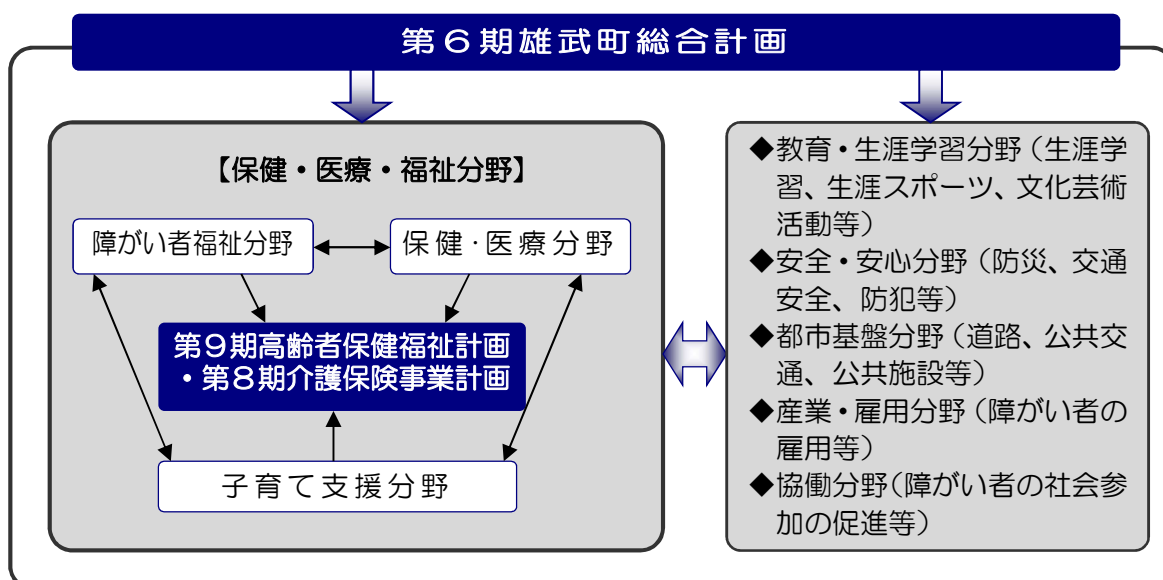 第６期雄武町総合計画
【保健・医療・福祉分野】
障がい者福祉分野
保健・医療分野
第９期高齢者保健福祉計画
・第８期介護保険事業計画
子育て支援分野
◆教育・生涯学習分野（生涯学
習、生涯スポーツ、文化芸術
活動等）
◆安全・安心分野（防災、交通
安全、防犯等）
◆都市基盤分野（道路、公共交
通、公共施設等）
◆産業・雇用分野（障がい者の
雇用等）
◆協働分野（障がい者の社会参
加の促進等）